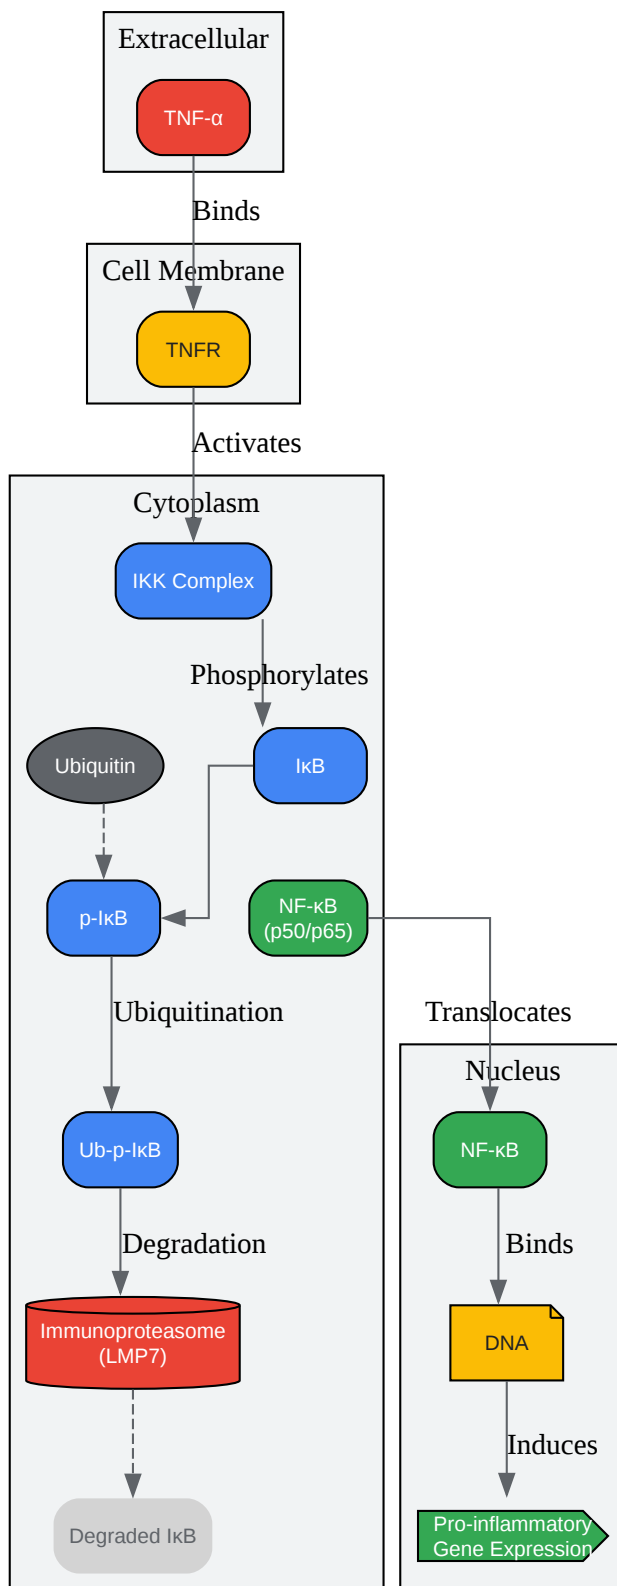 Extracellular
TNF-α
Binds
Cell Membrane
TNFR
Activates
Cytoplasm
IKK Complex
Phosphorylates
Ubiquitin
IκB
p-IκB
NF-κB
(p50/p65)
Ubiquitination
Translocates
Nucleus
Ub-p-IκB
NF-κB
Degradation
Binds
Immunoproteasome
(LMP7)
DNA
Induces
Degraded IκB
Pro-inflammatory
Gene Expression